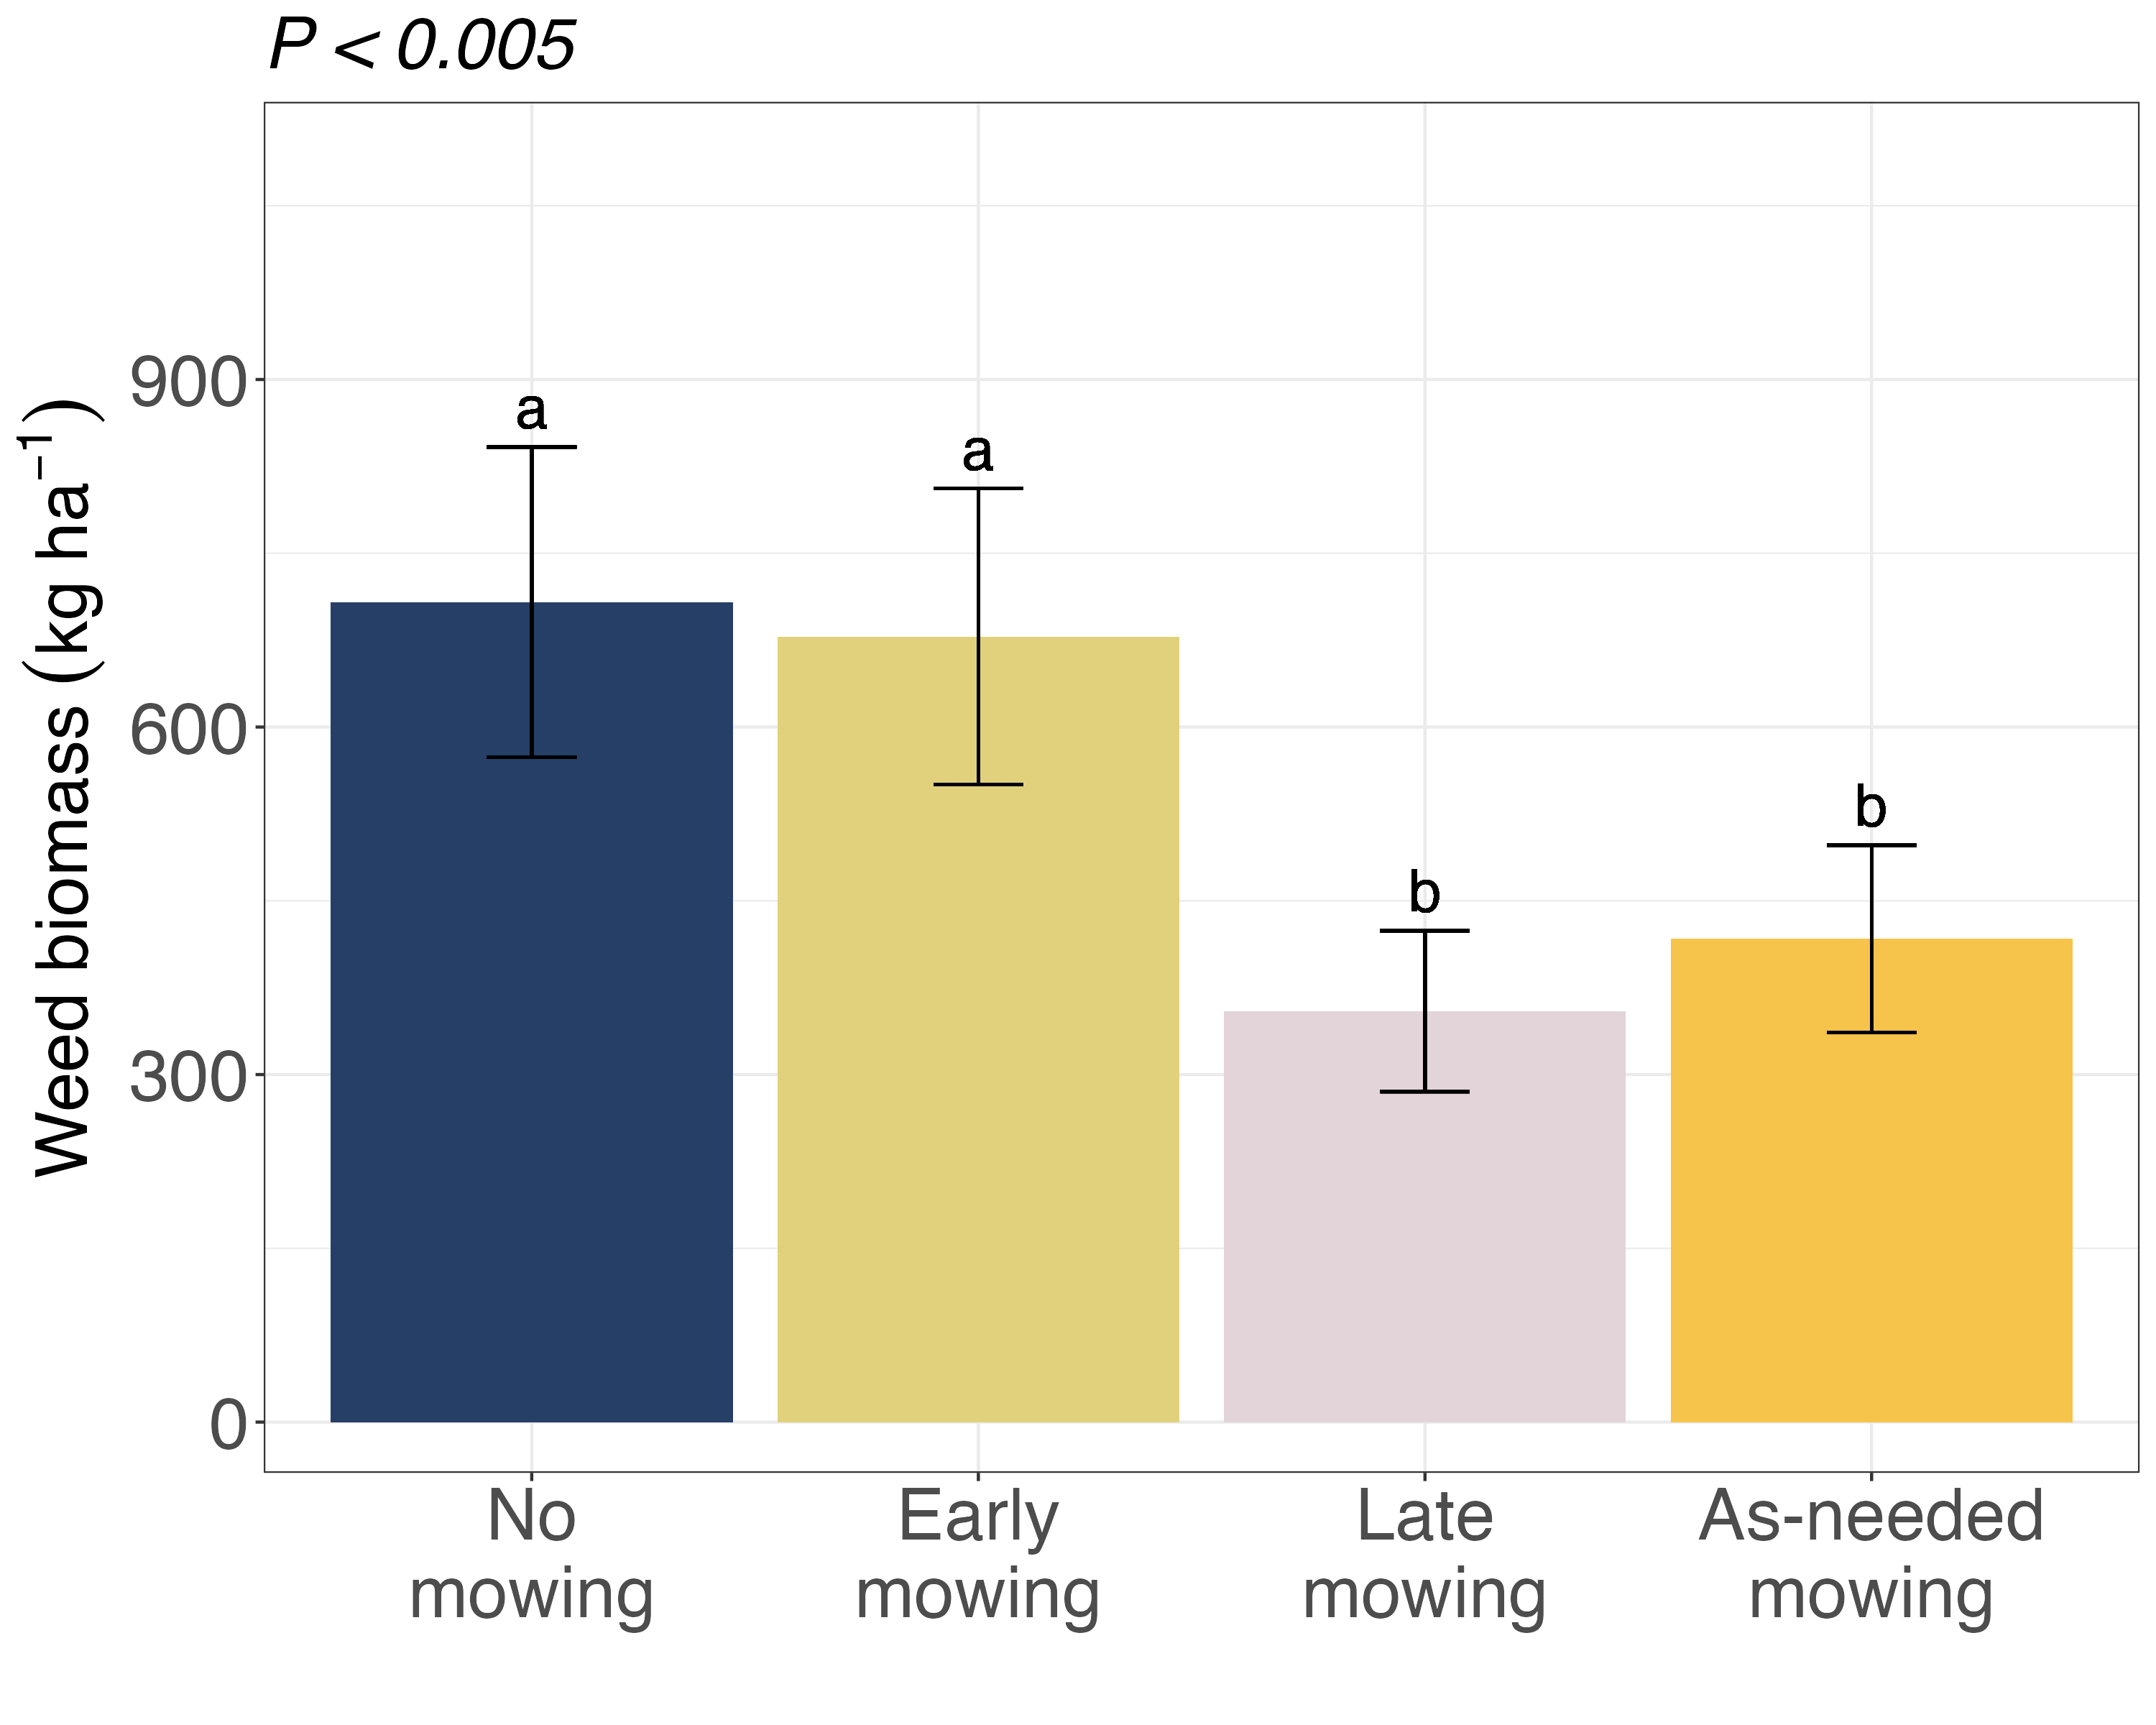 P < 0.005
Weed biomass (kg ha⁻¹)
900
600
300
0
a
a
b
b
No
mowing
Early
mowing
Late
mowing
As-needed
mowing